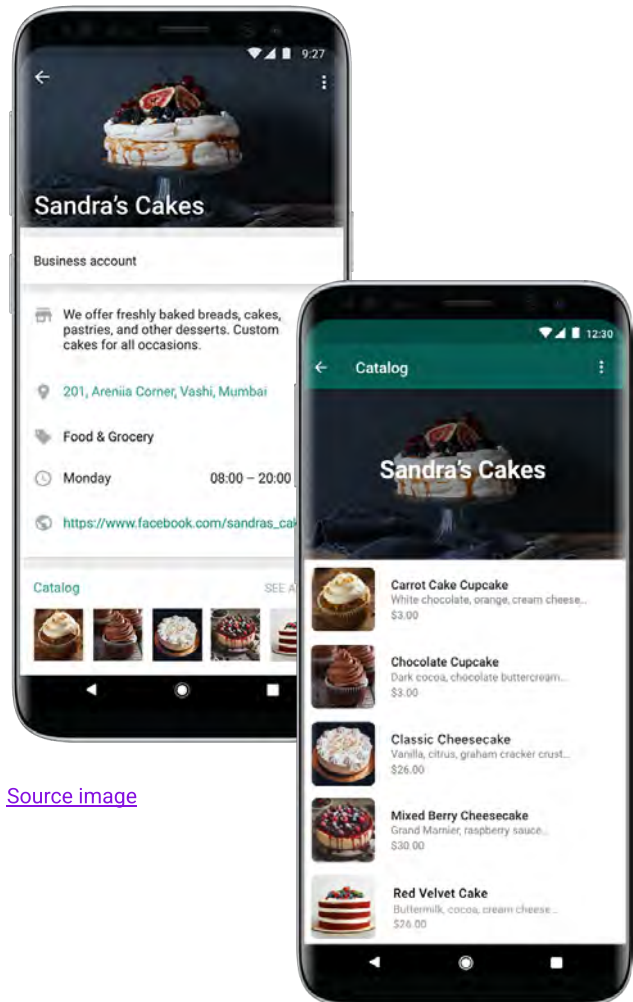 9:27
Sandra's Cakes
Business account
We offer freshly baked breads, cakes,
pastries, and other desserts. Custom
cakes for all occasions.
201, Areniia Corner, Vashi, Mumbai
Food & Grocery
Monday 08:00 – 20:00
https://www.facebook.com/sandras_cak
Catalog SEE A
Source image
12:30
Catalog
Sandra's Cakes
Carrot Cake Cupcake
White chocolate, orange, cream cheese...
$3.00
Chocolate Cupcake
Dark cocoa, chocolate buttercream...
$3.00
Classic Cheesecake
Vanilla, citrus, graham cracker crust...
$26.00
Mixed Berry Cheesecake
Grand Marnier, raspberry sauce...
$30.00
Red Velvet Cake
Buttermilk, cocoa, cream cheese...
$26.00